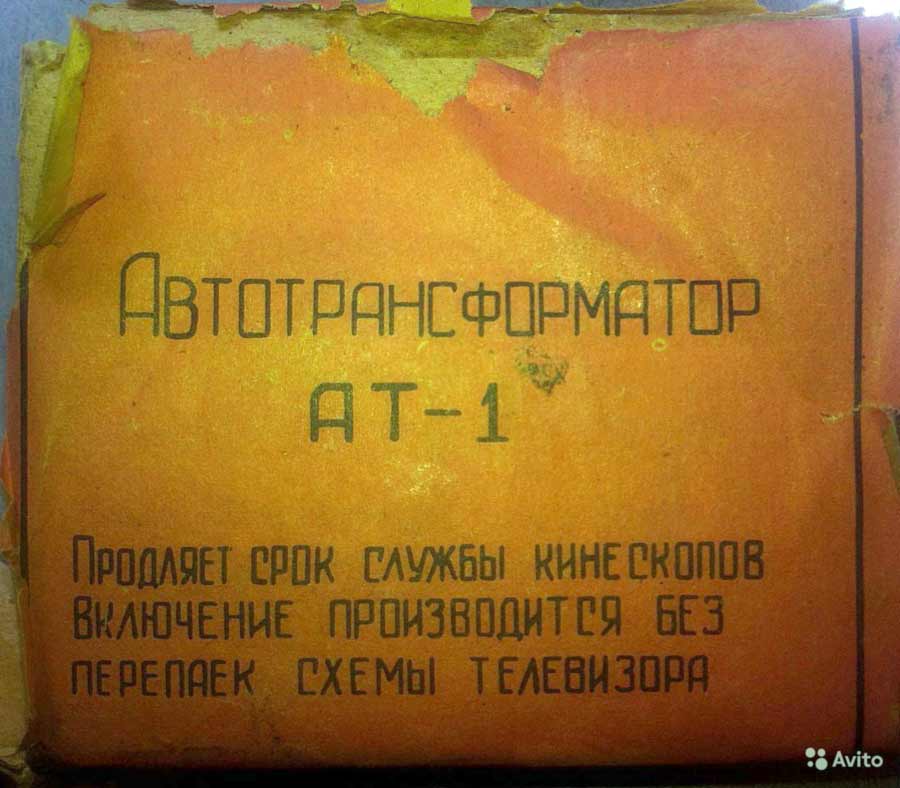 Автотрансформатор
АТ-1
Продляет срок службы кинескопов
включение производится без
перепаек схемы телевизора
Avito